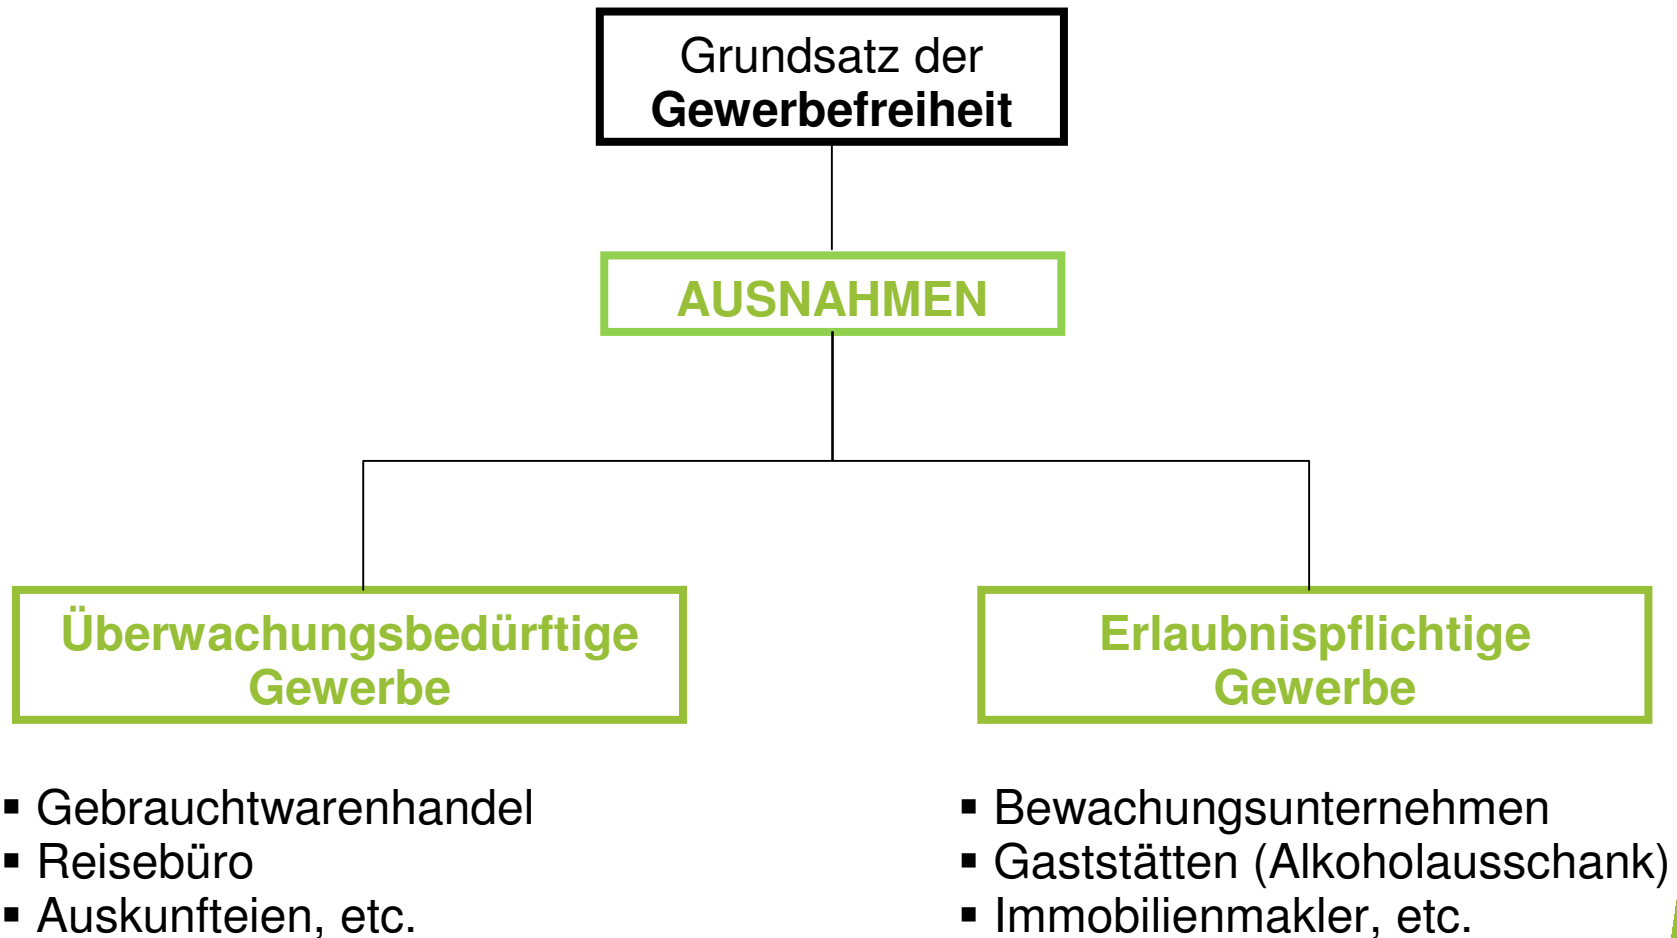 Grundsatz der
Gewerbefreiheit
AUSNAHMEN
Überwachungsbedürftige
Gewerbe
▪ Gebrauchtwarenhandel
▪ Reisebüro
▪ Auskunfteien, etc.
Erlaubnispflichtige
Gewerbe
▪ Bewachungsunternehmen
▪ Gaststätten (Alkoholausschank)
▪ Immobilienmakler, etc.